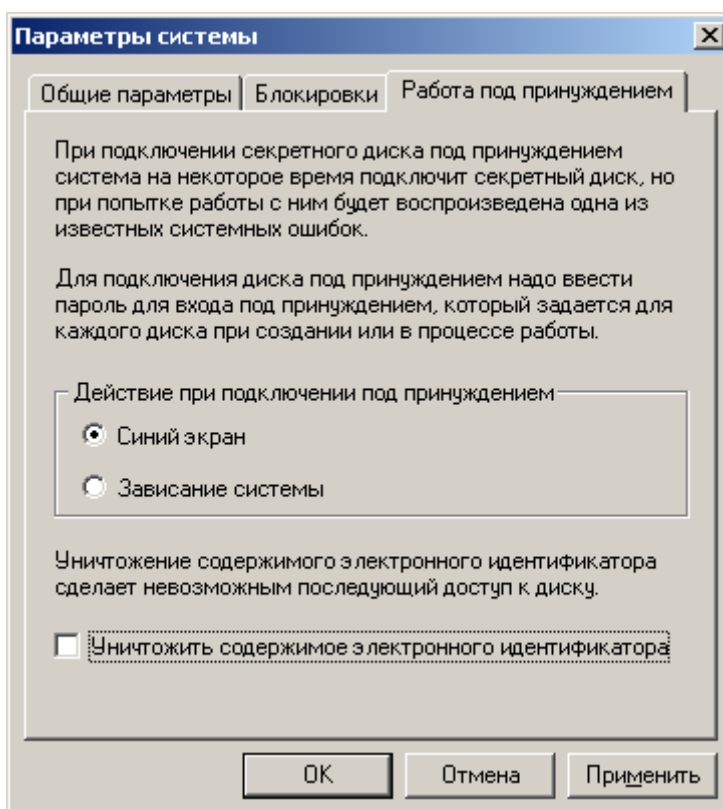 Параметры системы
Общие параметры
Блокировки
Работа под принуждением
При подключении секретного диска под принуждением
система на некоторое время подключит секретный диск, но
при попытке работы с ним будет воспроизведена одна из
известных системных ошибок.
Для подключения диска под принуждением надо ввести
пароль для входа под принуждением, который задается для
каждого диска при создании или в процессе работы.
Действие при подключении под принуждением
Синий экран
Зависание системы
Уничтожение содержимого электронного идентификатора
сделает невозможным последующий доступ к диску.
Уничтожить содержимое электронного идентификатора
ОК
Отмена
Применить